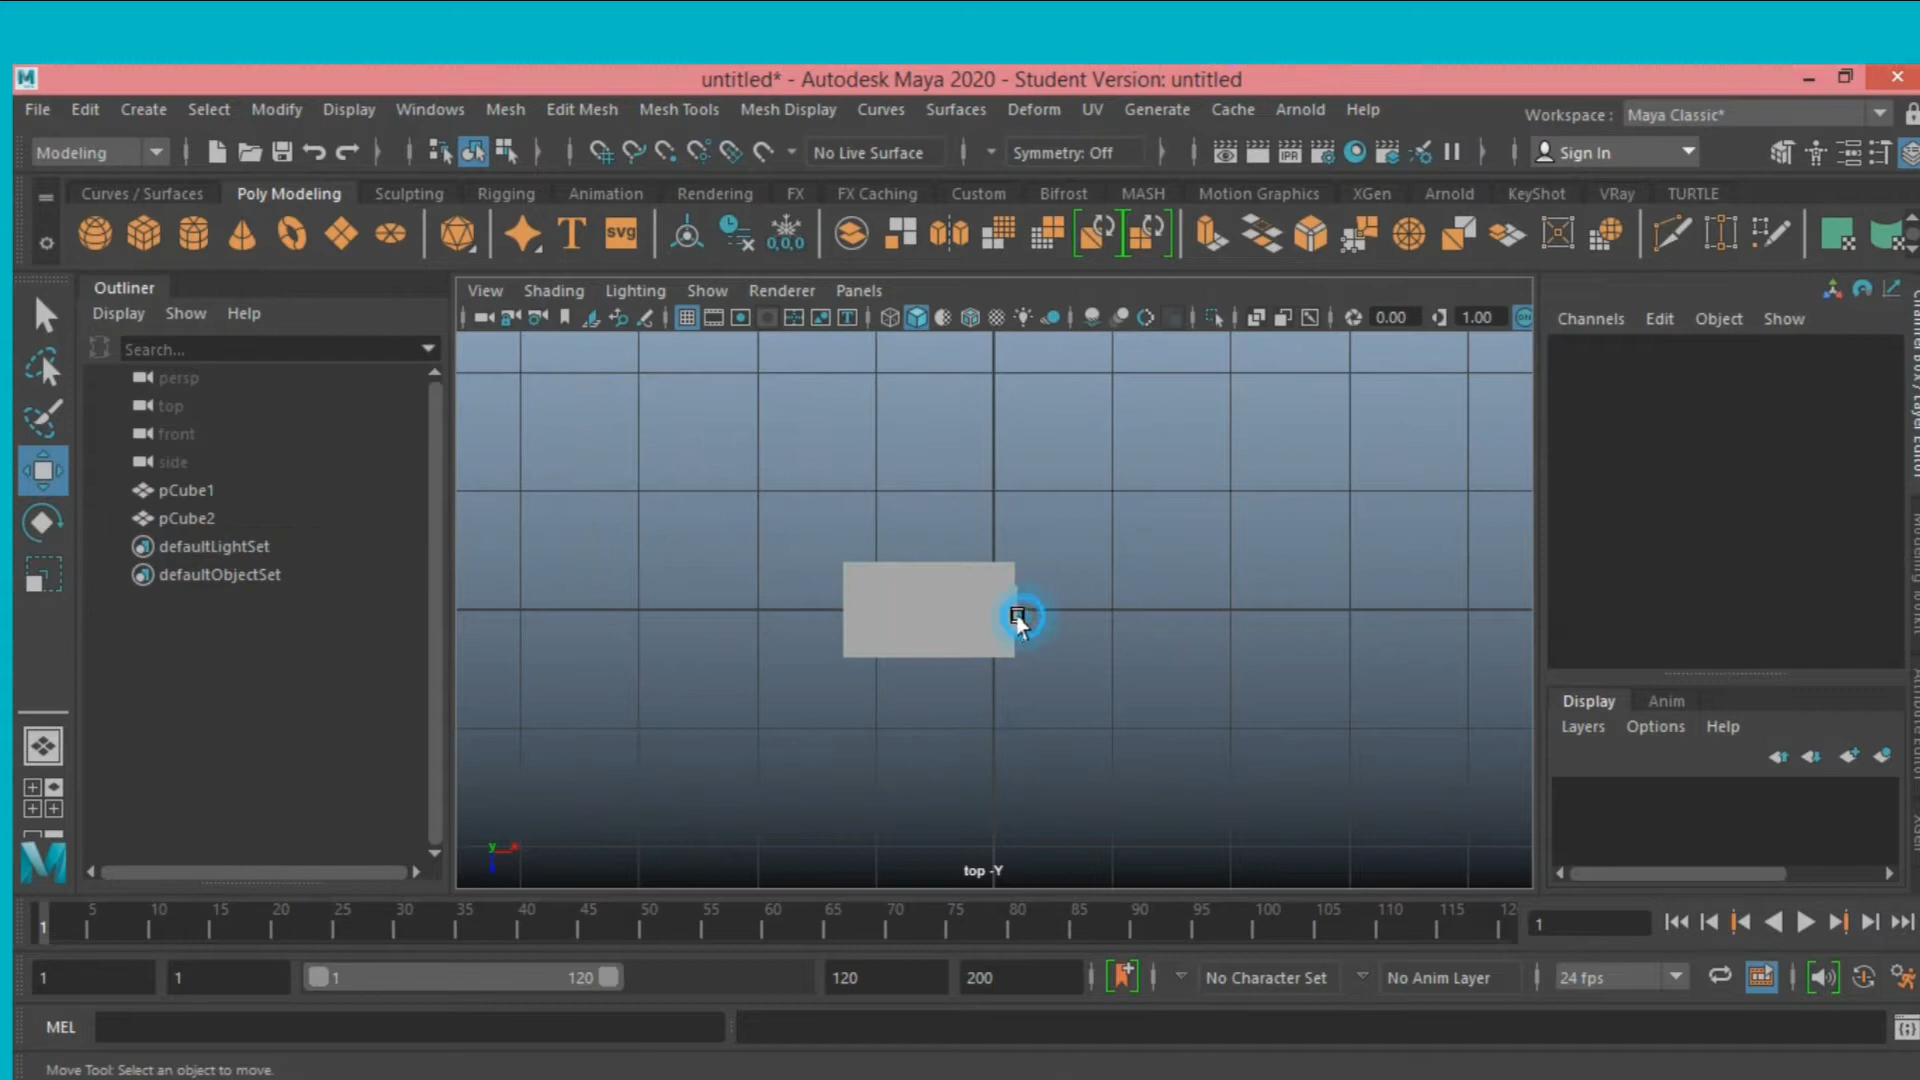 untitled* - Autodesk Maya 2020 - Student Version: untitled
File Edit Create Select Modify Display Windows Mesh Edit Mesh Mesh Tools Mesh Display Curves Surfaces Deform UV Generate Cache Arnold Help
Workspace : Maya Classic*
Modeling No Live Surface Symmetry: Off Sign In
Curves / Surfaces Poly Modeling Sculpting Rigging Animation Rendering FX FX Caching Custom Bifrost MASH Motion Graphics XGen Arnold KeyShot VRay TURTLE
T svg 0,0,0
Outliner
View Shading Lighting Show Renderer Panels
Display Show Help
Channels Edit Object Show
IPR
0.00 1.00
Search...
persp
top
front
side
pCube1
pCube2
defaultLightSet
defaultObjectSet
Display Anim
Layers Options Help
y x
top -Y
5 10 15 20 25 30 35 40 45 50 55 60 65 70 75 80 85 90 95 100 105 110 115
1 1
1 1 1 120 120 200 No Character Set No Anim Layer 24 fps
MEL
Move Tool: Select an object to move.